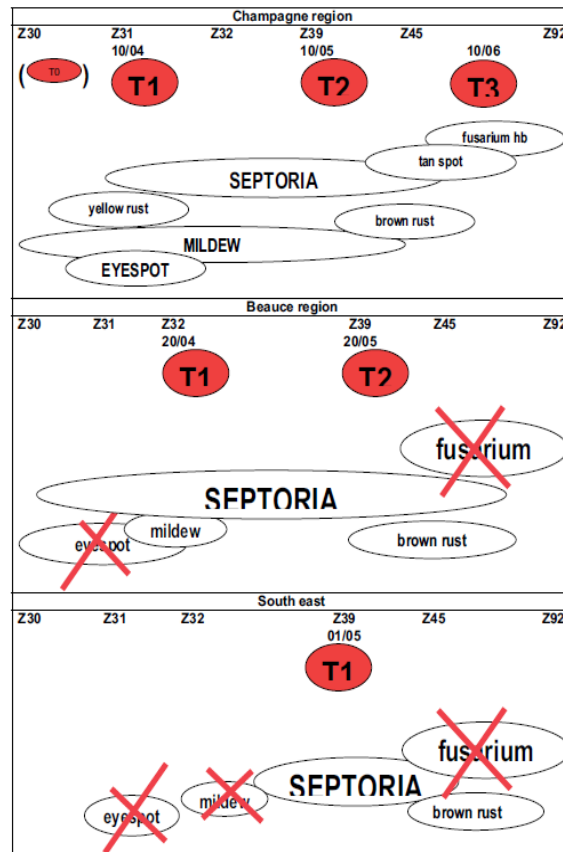 Champagne region
Z30 Z31 Z32 Z39 Z45 Z92
10/04 10/05 10/06
( T0 ) T1 T2 T3
fusarium hb
tan spot
SEPTORIA
yellow rust
brown rust
MILDEW
EYESPOT
Beauce region
Z30 Z31 Z32 Z39 Z45 Z92
20/04 20/05
T1 T2
fusarium
SEPTORIA
mildew
eyespot
brown rust
South east
Z30 Z31 Z32 Z39 Z45 Z92
01/05
T1
fusarium
SEPTORIA
mildew
brown rust
eyespot